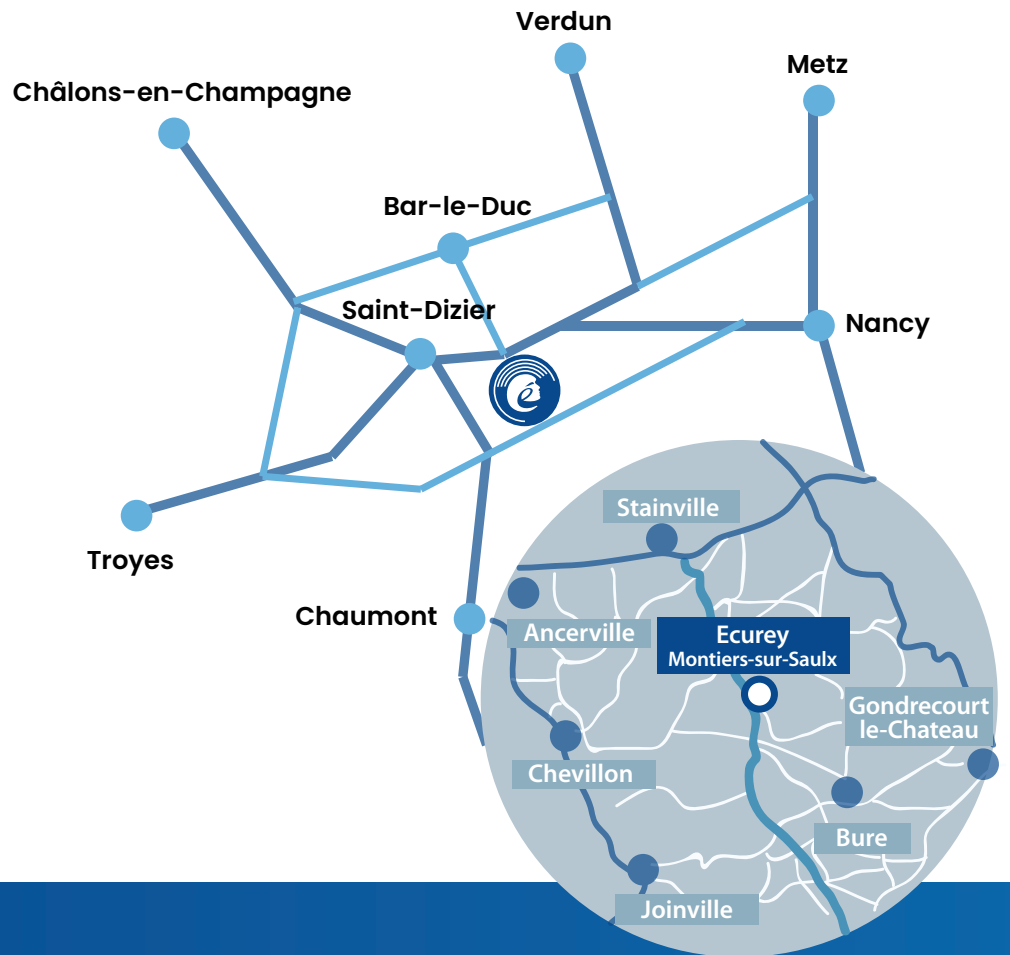 Verdun
Metz
Châlons-en-Champagne
Bar-le-Duc
Saint-Dizier
Nancy
é
Troyes
Stainville
Chaumont
Ancerville
Ecurey
Montiers-sur-Saulx
Gondrecourt
le-Chateau
Chevillon
Bure
Joinville